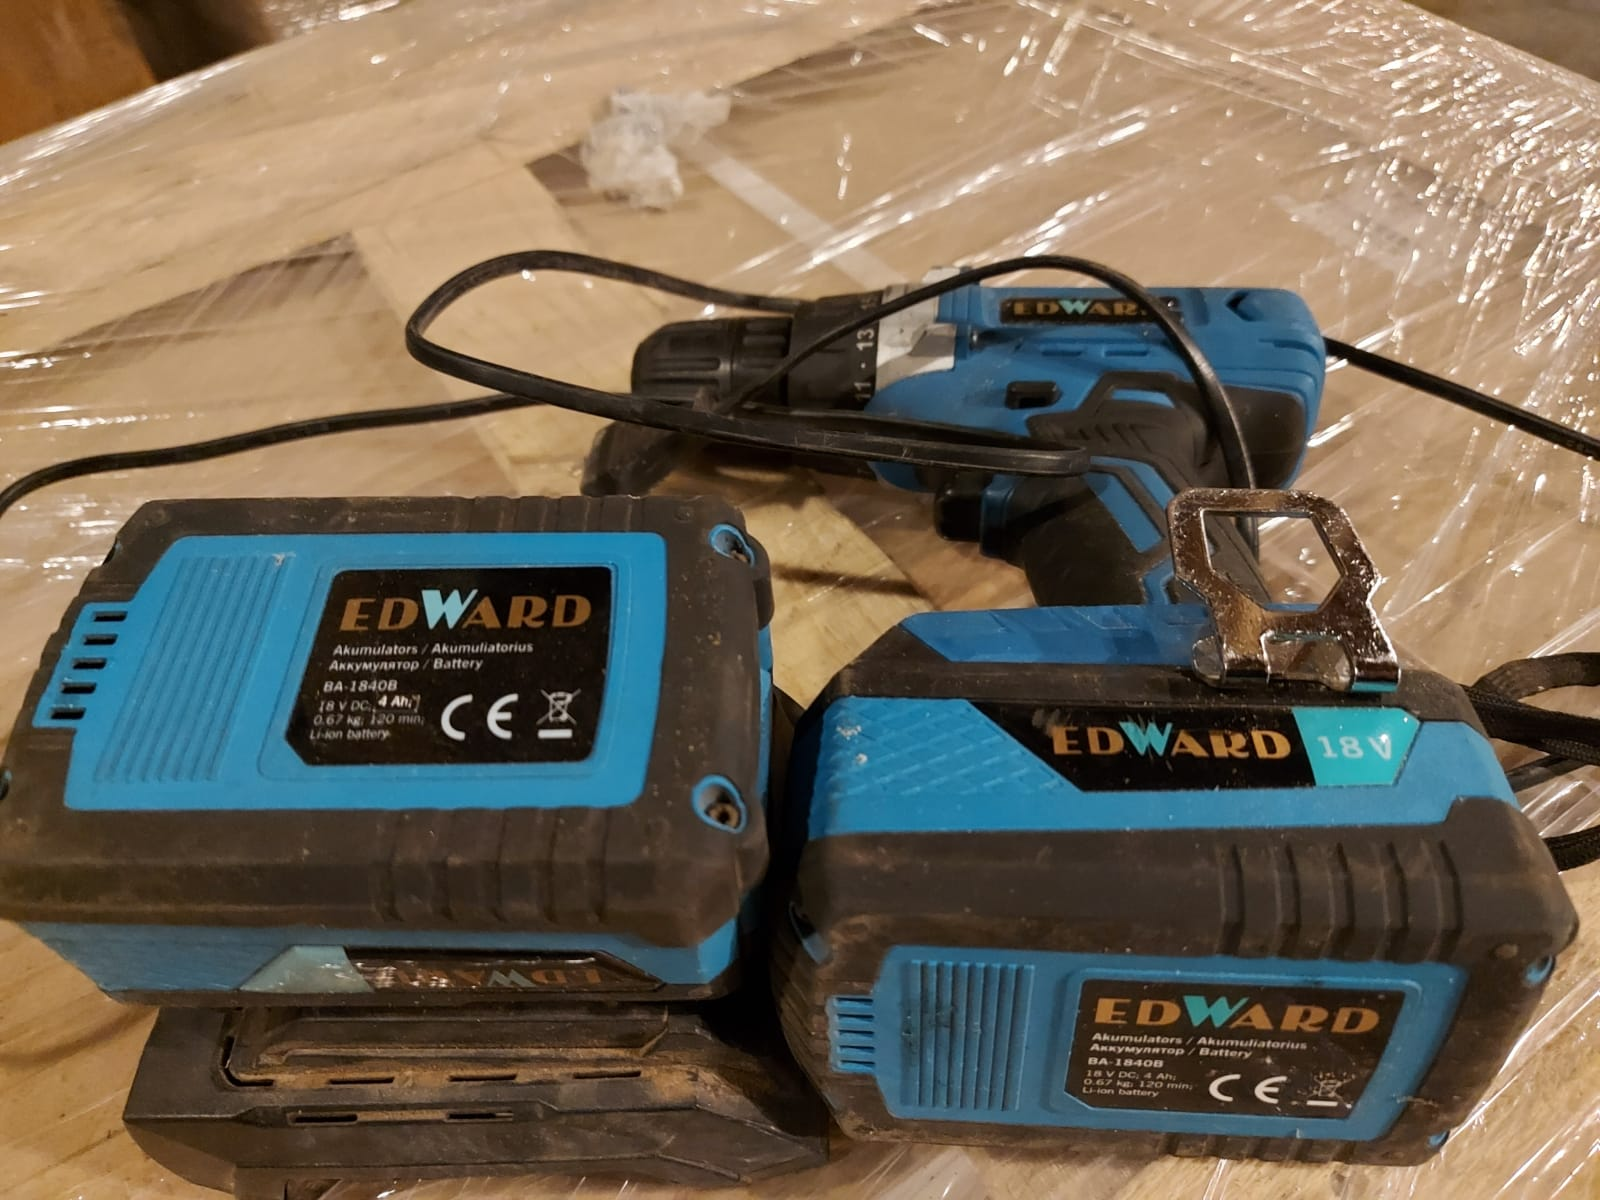 EDWAR
11 · 13
EDWARD
Akumulators / Akumuliatorius
Аккумулятор / Battery
BA-1840B
18 V DC; 4 Ah;
0.67 kg; 120 min;
Li-ion battery
CE
EDWARD 18 V
EDWARD
EDWARD
Akumulators / Akumuliatorius
Аккумулятор / Battery
BA-1840B
18 V DC; 4 Ah;
0.67 kg; 120 min;
Li-ion battery
CE